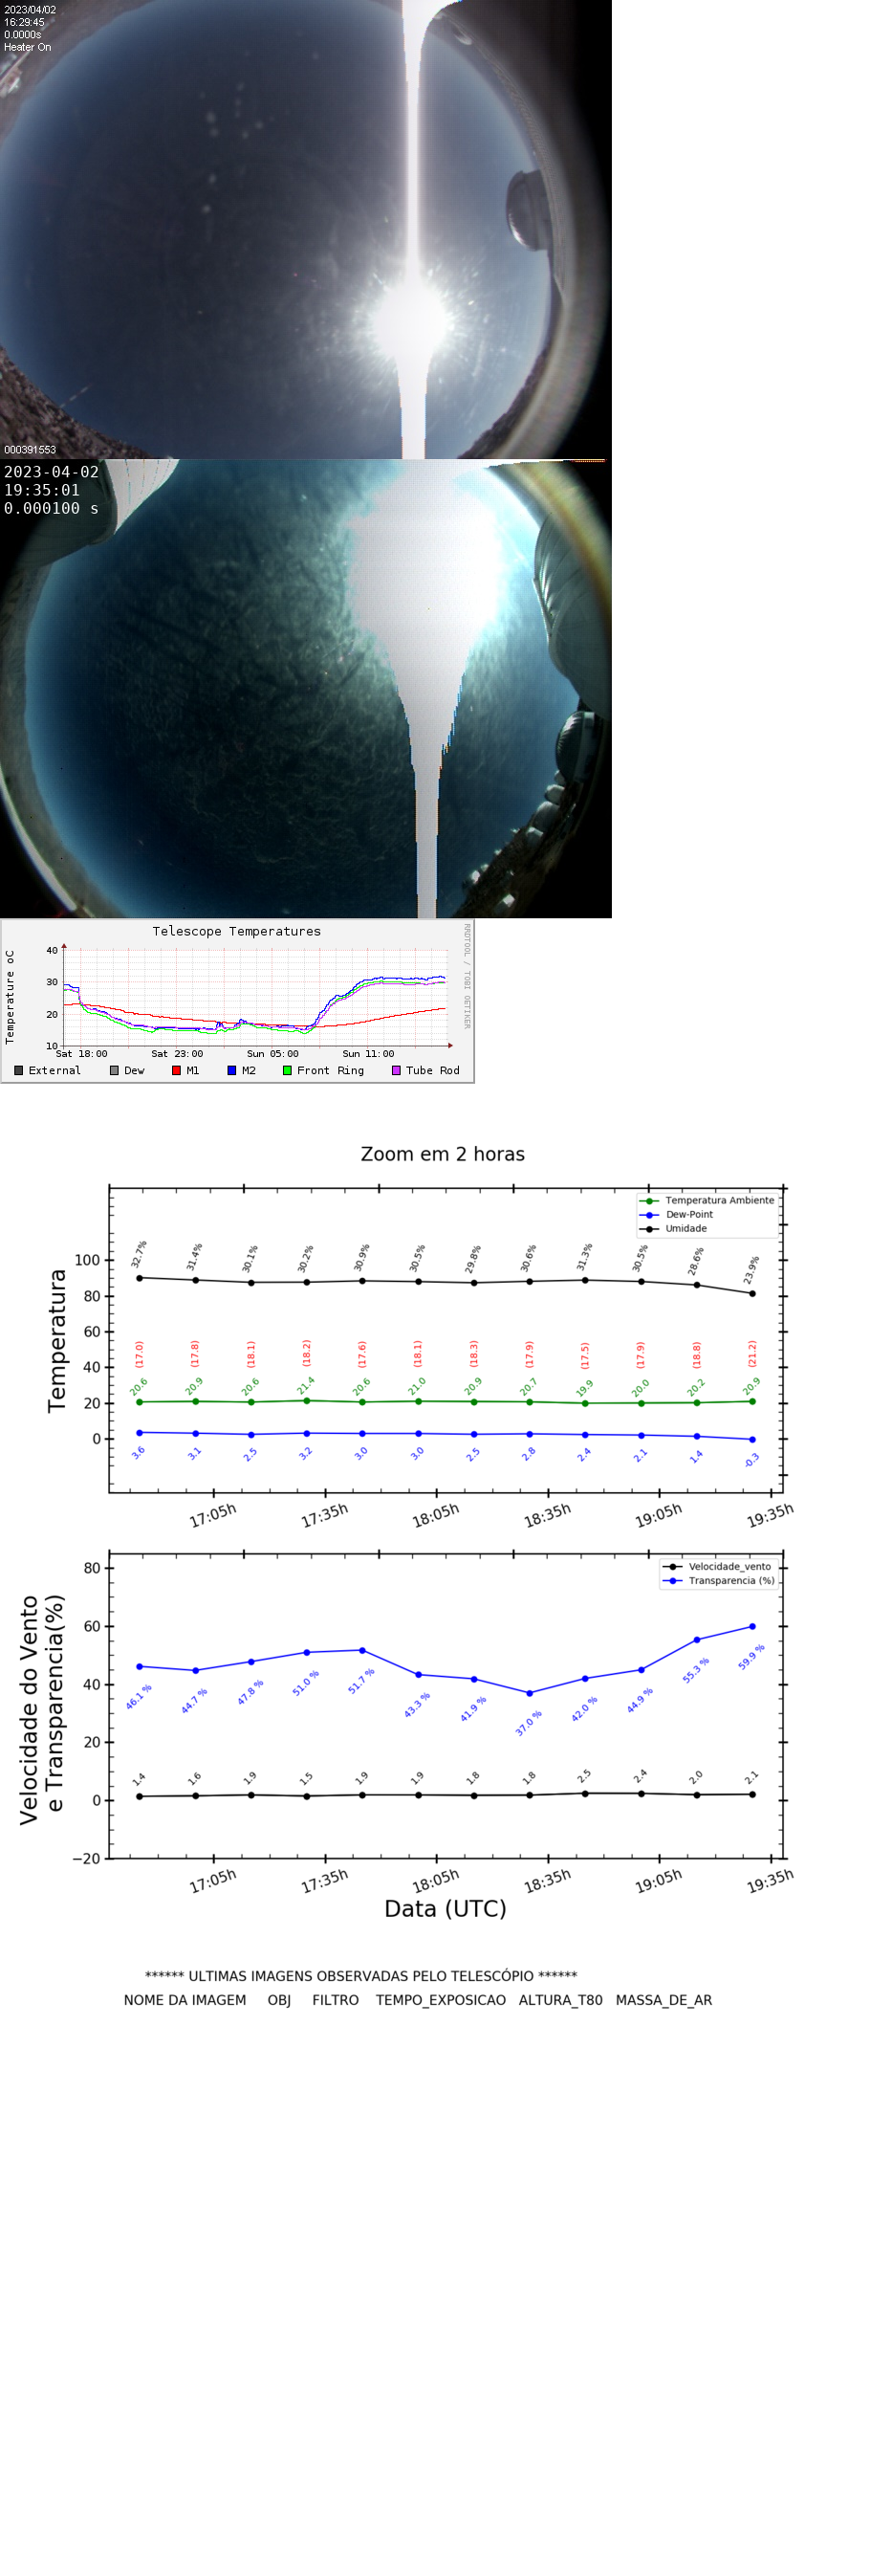 2023/04/02
16:29:45
0.0000s
Heater On
000391553
2023-04-02
19:35:01
0.000100 s
Telescope Temperatures
RRDTOOL / TOBI OETIKER
Temperature oC
40
30
20
10
Sat 18:00 Sat 23:00 Sun 05:00 Sun 11:00
External Dew M1 M2 Front Ring Tube Rod
Zoom em 2 horas
Temperatura Ambiente
Dew-Point
Umidade
Temperatura
100
80
60
40
20
0
32.7% 31.4% 30.1% 30.2% 30.9% 30.5% 29.8% 30.6% 31.3% 30.5% 28.6% 23.9%
(17.0) (17.8) (18.1) (18.2) (17.6) (18.1) (18.3) (17.9) (17.5) (17.9) (18.8) (21.2)
20.6 20.9 20.6 21.4 20.6 21.0 20.9 20.7 19.9 20.0 20.2 20.9
3.6 3.1 2.5 3.2 3.0 3.0 2.5 2.8 2.4 2.1 1.4 -0.3
17:05h 17:35h 18:05h 18:35h 19:05h 19:35h
Velocidade_vento
Transparencia (%)
Velocidade do Vento
e Transparencia(%)
80
60
40
20
0
−20
46.1 % 44.7 % 47.8 % 51.0 % 51.7 % 43.3 % 41.9 % 37.0 % 42.0 % 44.9 % 55.3 % 59.9 %
1.4 1.6 1.9 1.5 1.9 1.9 1.8 1.8 2.5 2.4 2.0 2.1
17:05h 17:35h 18:05h 18:35h 19:05h 19:35h
Data (UTC)
****** ULTIMAS IMAGENS OBSERVADAS PELO TELESCÓPIO ******
NOME DA IMAGEM OBJ FILTRO TEMPO_EXPOSICAO ALTURA_T80 MASSA_DE_AR